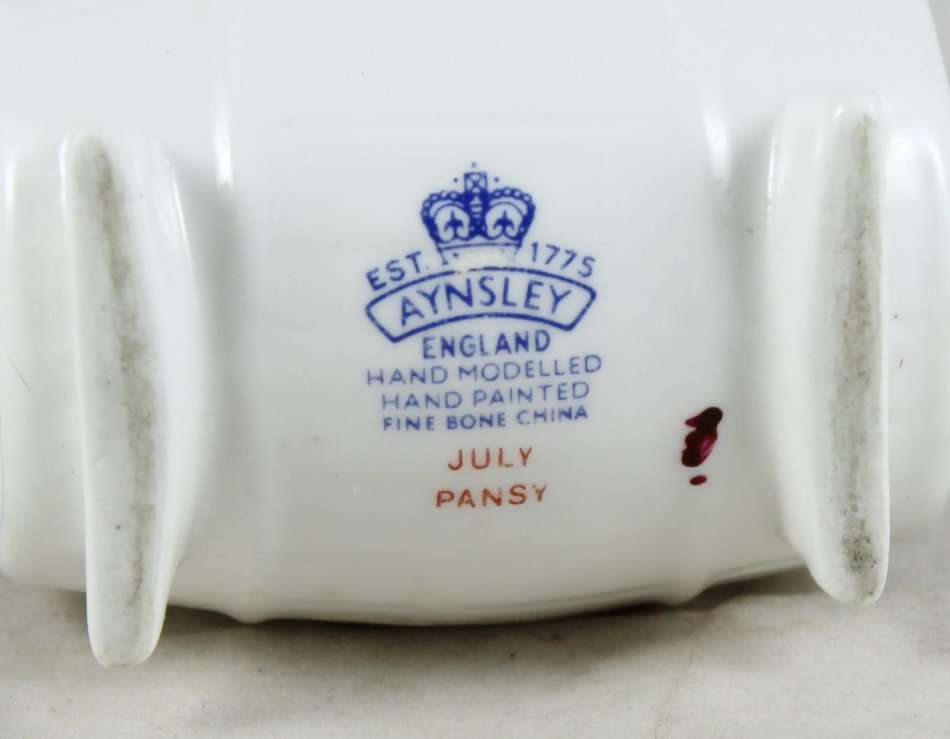 EST. 1775
AYNSLEY
ENGLAND
HAND MODELLED
HAND PAINTED
FINE BONE CHINA
JULY
PANSY